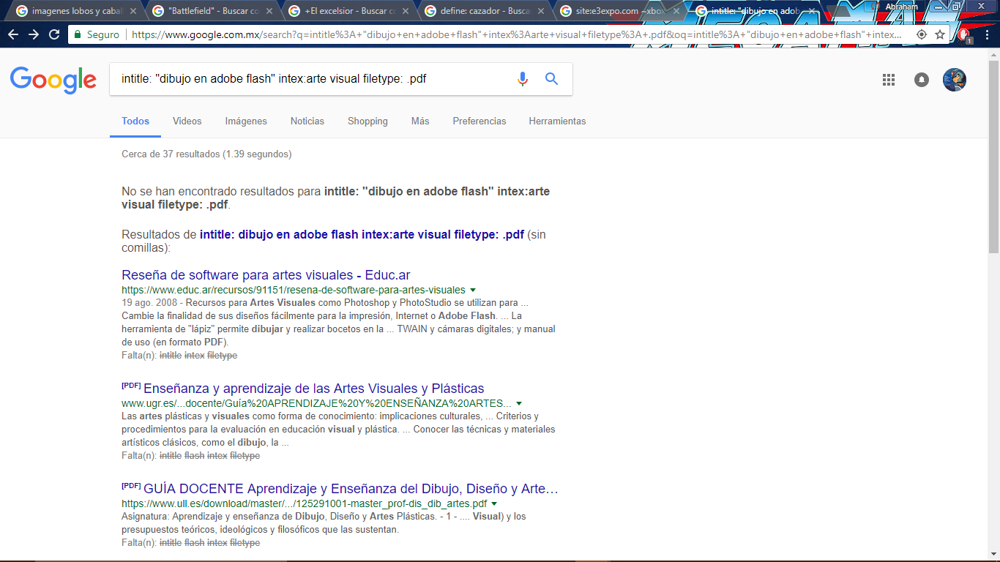 imagenes lobos y cabal
"Battlefield" - Buscar co
+El excelsior - Buscar co
define: cazador - Busca
site:e3expo.com ~xbox
intitle: "dibujo en adob
Abraham
Seguro
https://www.google.com.mx/search?q=intitle%3A+"dibujo+en+adobe+flash"+intex%3Aarte+visual+filetype%3A+.pdf&oq=intitle%3A+"dibujo+en+adobe+flash"+intex...
1
Google
intitle: "dibujo en adobe flash" intex:arte visual filetype: .pdf
Todos Videos Imágenes Noticias Shopping Más Preferencias Herramientas
Cerca de 37 resultados (1.39 segundos)
No se han encontrado resultados para intitle: "dibujo en adobe flash" intex:arte
visual filetype: .pdf.
Resultados de intitle: dibujo en adobe flash intex:arte visual filetype: .pdf (sin
comillas):
Reseña de software para artes visuales - Educ.ar
https://www.educ.ar/recursos/91151/resena-de-software-para-artes-visuales
19 ago. 2008 - Recursos para Artes Visuales como Photoshop y PhotoStudio se utilizan para ...
Cambie la finalidad de sus diseños fácilmente para la impresión, Internet o Adobe Flash. ... La
herramienta de "lápiz" permite dibujar y realizar bocetos en la ... TWAIN y cámaras digitales; y manual
de uso (en formato PDF).
Falta(n): intitle intex filetype
[PDF] Enseñanza y aprendizaje de las Artes Visuales y Plásticas
www.ugr.es/...docente/Guía%20APRENDIZAJE%20Y%20ENSEÑANZA%20ARTES...
Las artes plásticas y visuales como forma de conocimiento: implicaciones culturales, ... Criterios y
procedimientos para la evaluación en educación visual y plástica. ... Conocer las técnicas y materiales
artísticos clásicos, como el dibujo, la ...
Falta(n): intitle flash intex filetype
[PDF] GUÍA DOCENTE Aprendizaje y Enseñanza del Dibujo, Diseño y Arte...
https://www.ull.es/download/master/.../125291001-master_prof-dis_dib_artes.pdf
Asignatura: Aprendizaje y enseñanza de Dibujo, Diseño y Artes Plásticas. - 1 - .... Visual) y los
presupuestos teóricos, ideológicos y filosóficos que las sustentan.
Falta(n): intitle flash intex filetype